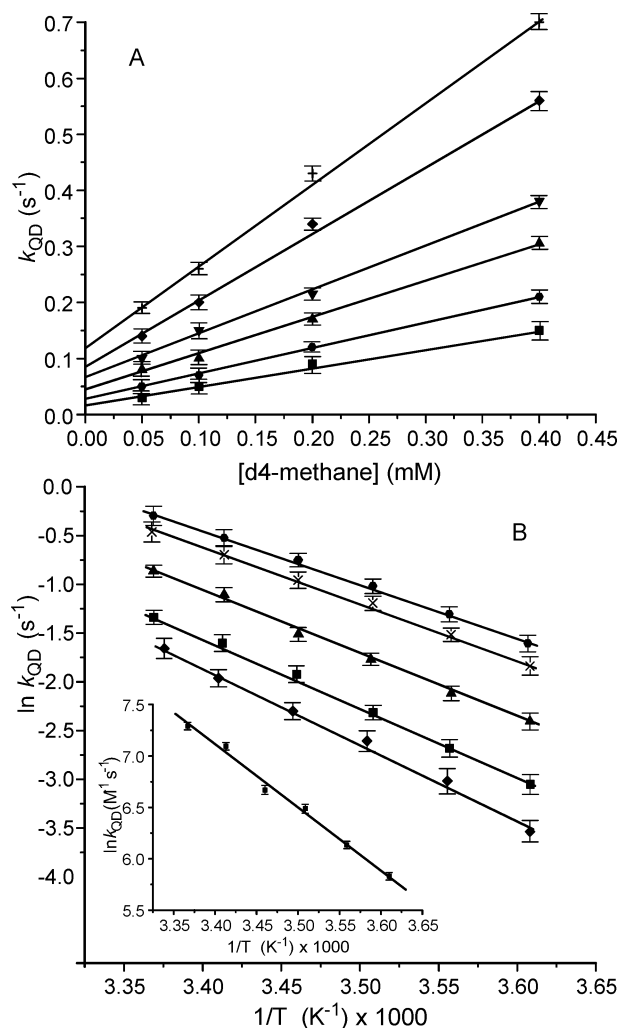 A
0.7
0.6
0.5
0.4
0.3
0.2
0.1
0.0
kQD (s-1)
0.00 0.05 0.10 0.15 0.20 0.25 0.30 0.35 0.40 0.45
[d4-methane] (mM)
B
0.0
-0.5
-1.0
-1.5
-2.0
-2.5
-3.0
-3.5
-4.0
ln kQD (s-1)
7.5
7.0
6.5
6.0
5.5
lnkQD(M1 s-1)
3.35 3.40 3.45 3.50 3.55 3.60 3.65
1/T (K-1) x 1000
3.35 3.40 3.45 3.50 3.55 3.60 3.65
1/T (K-1) x 1000